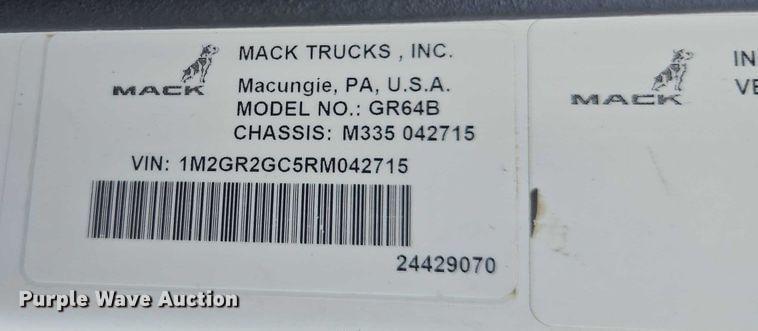 MACK
MACK TRUCKS , INC.
Macungie, PA, U.S.A.
MODEL NO.: GR64B
CHASSIS: M335 042715
VIN: 1M2GR2GC5RM042715
24429070
MACK
IN
VE
Purple Wave Auction